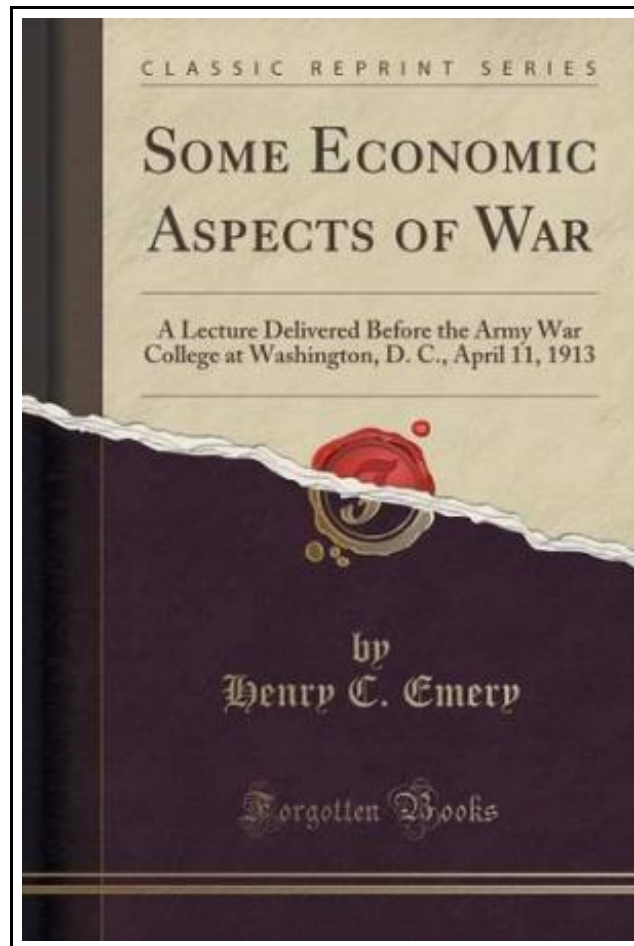 CLASSIC REPRINT SERIES
SOME ECONOMIC
ASPECTS OF WAR
A Lecture Delivered Before the Army War
College at Washington, D. C., April 11, 1913
F
by
Henry C. Emery
Forgotten Books